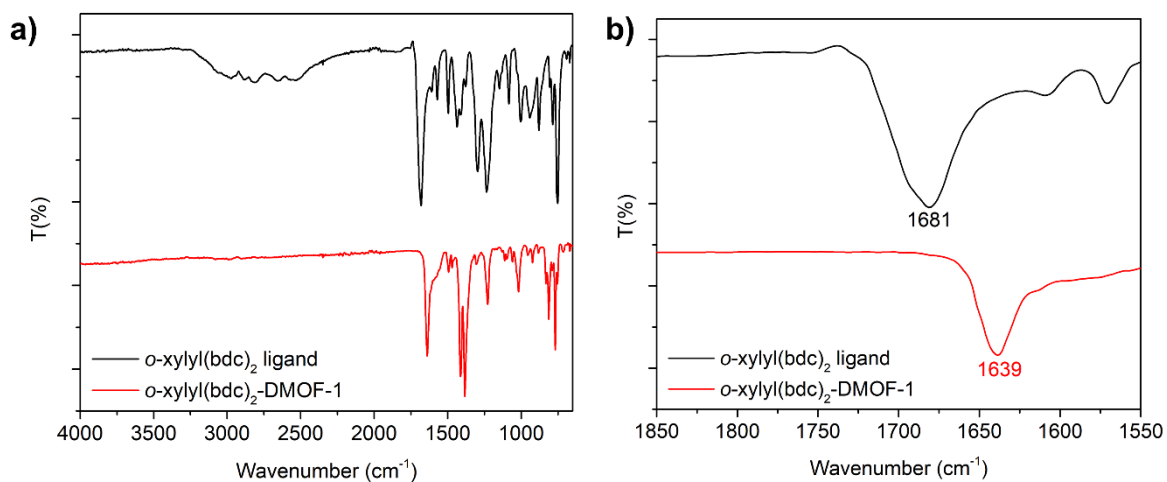 a)
T(%)
o-xylyl(bdc)₂ ligand
o-xylyl(bdc)₂-DMOF-1
4000 3500 3000 2500 2000 1500 1000
Wavenumber (cm⁻¹)
b)
T(%)
1681
1639
o-xylyl(bdc)₂ ligand
o-xylyl(bdc)₂-DMOF-1
1850 1800 1750 1700 1650 1600 1550
Wavenumber (cm⁻¹)